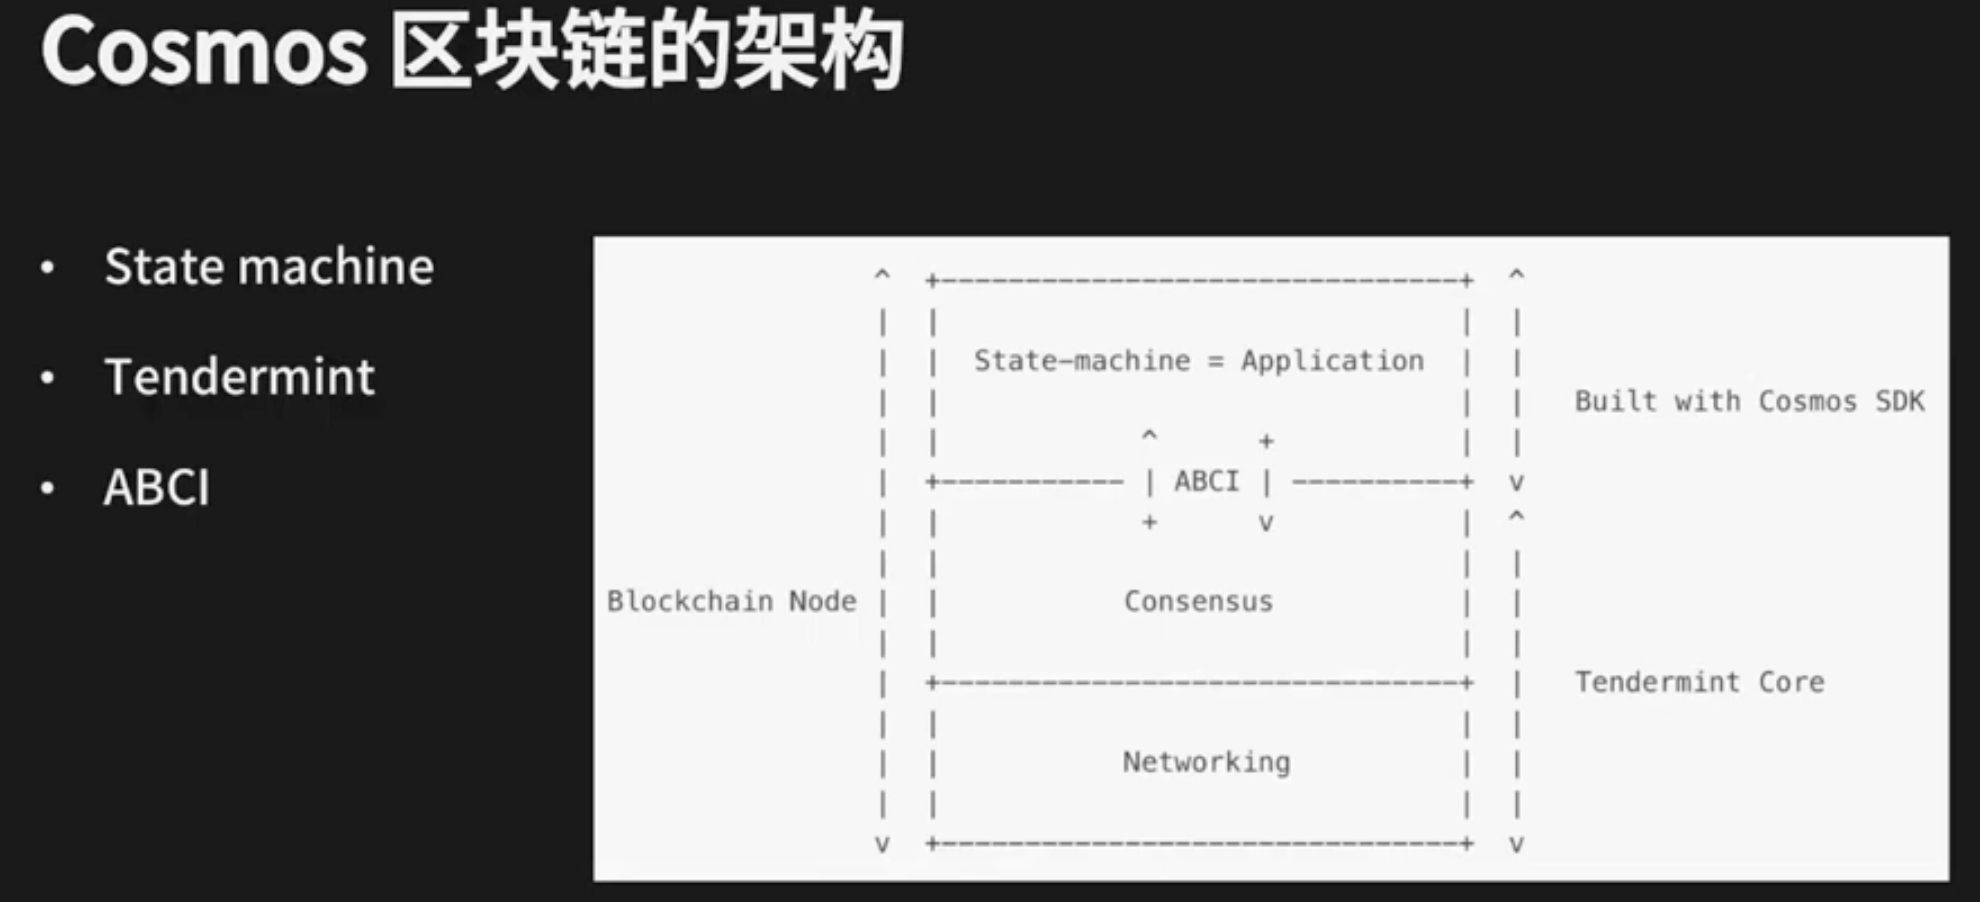 Cosmos 区块链的架构
• State machine
• Tendermint
• ABCI
State-machine = Application
Built with Cosmos SDK
ABCI
Blockchain Node
Consensus
Tendermint Core
Networking